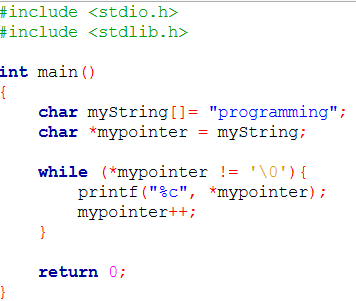 #include <stdio.h>
#include <stdlib.h>
int main()
{
char myString[]= "programming";
char *mypointer = myString;
while (*mypointer != '\0'){
printf("%c", *mypointer);
mypointer++;
}
return 0;
}